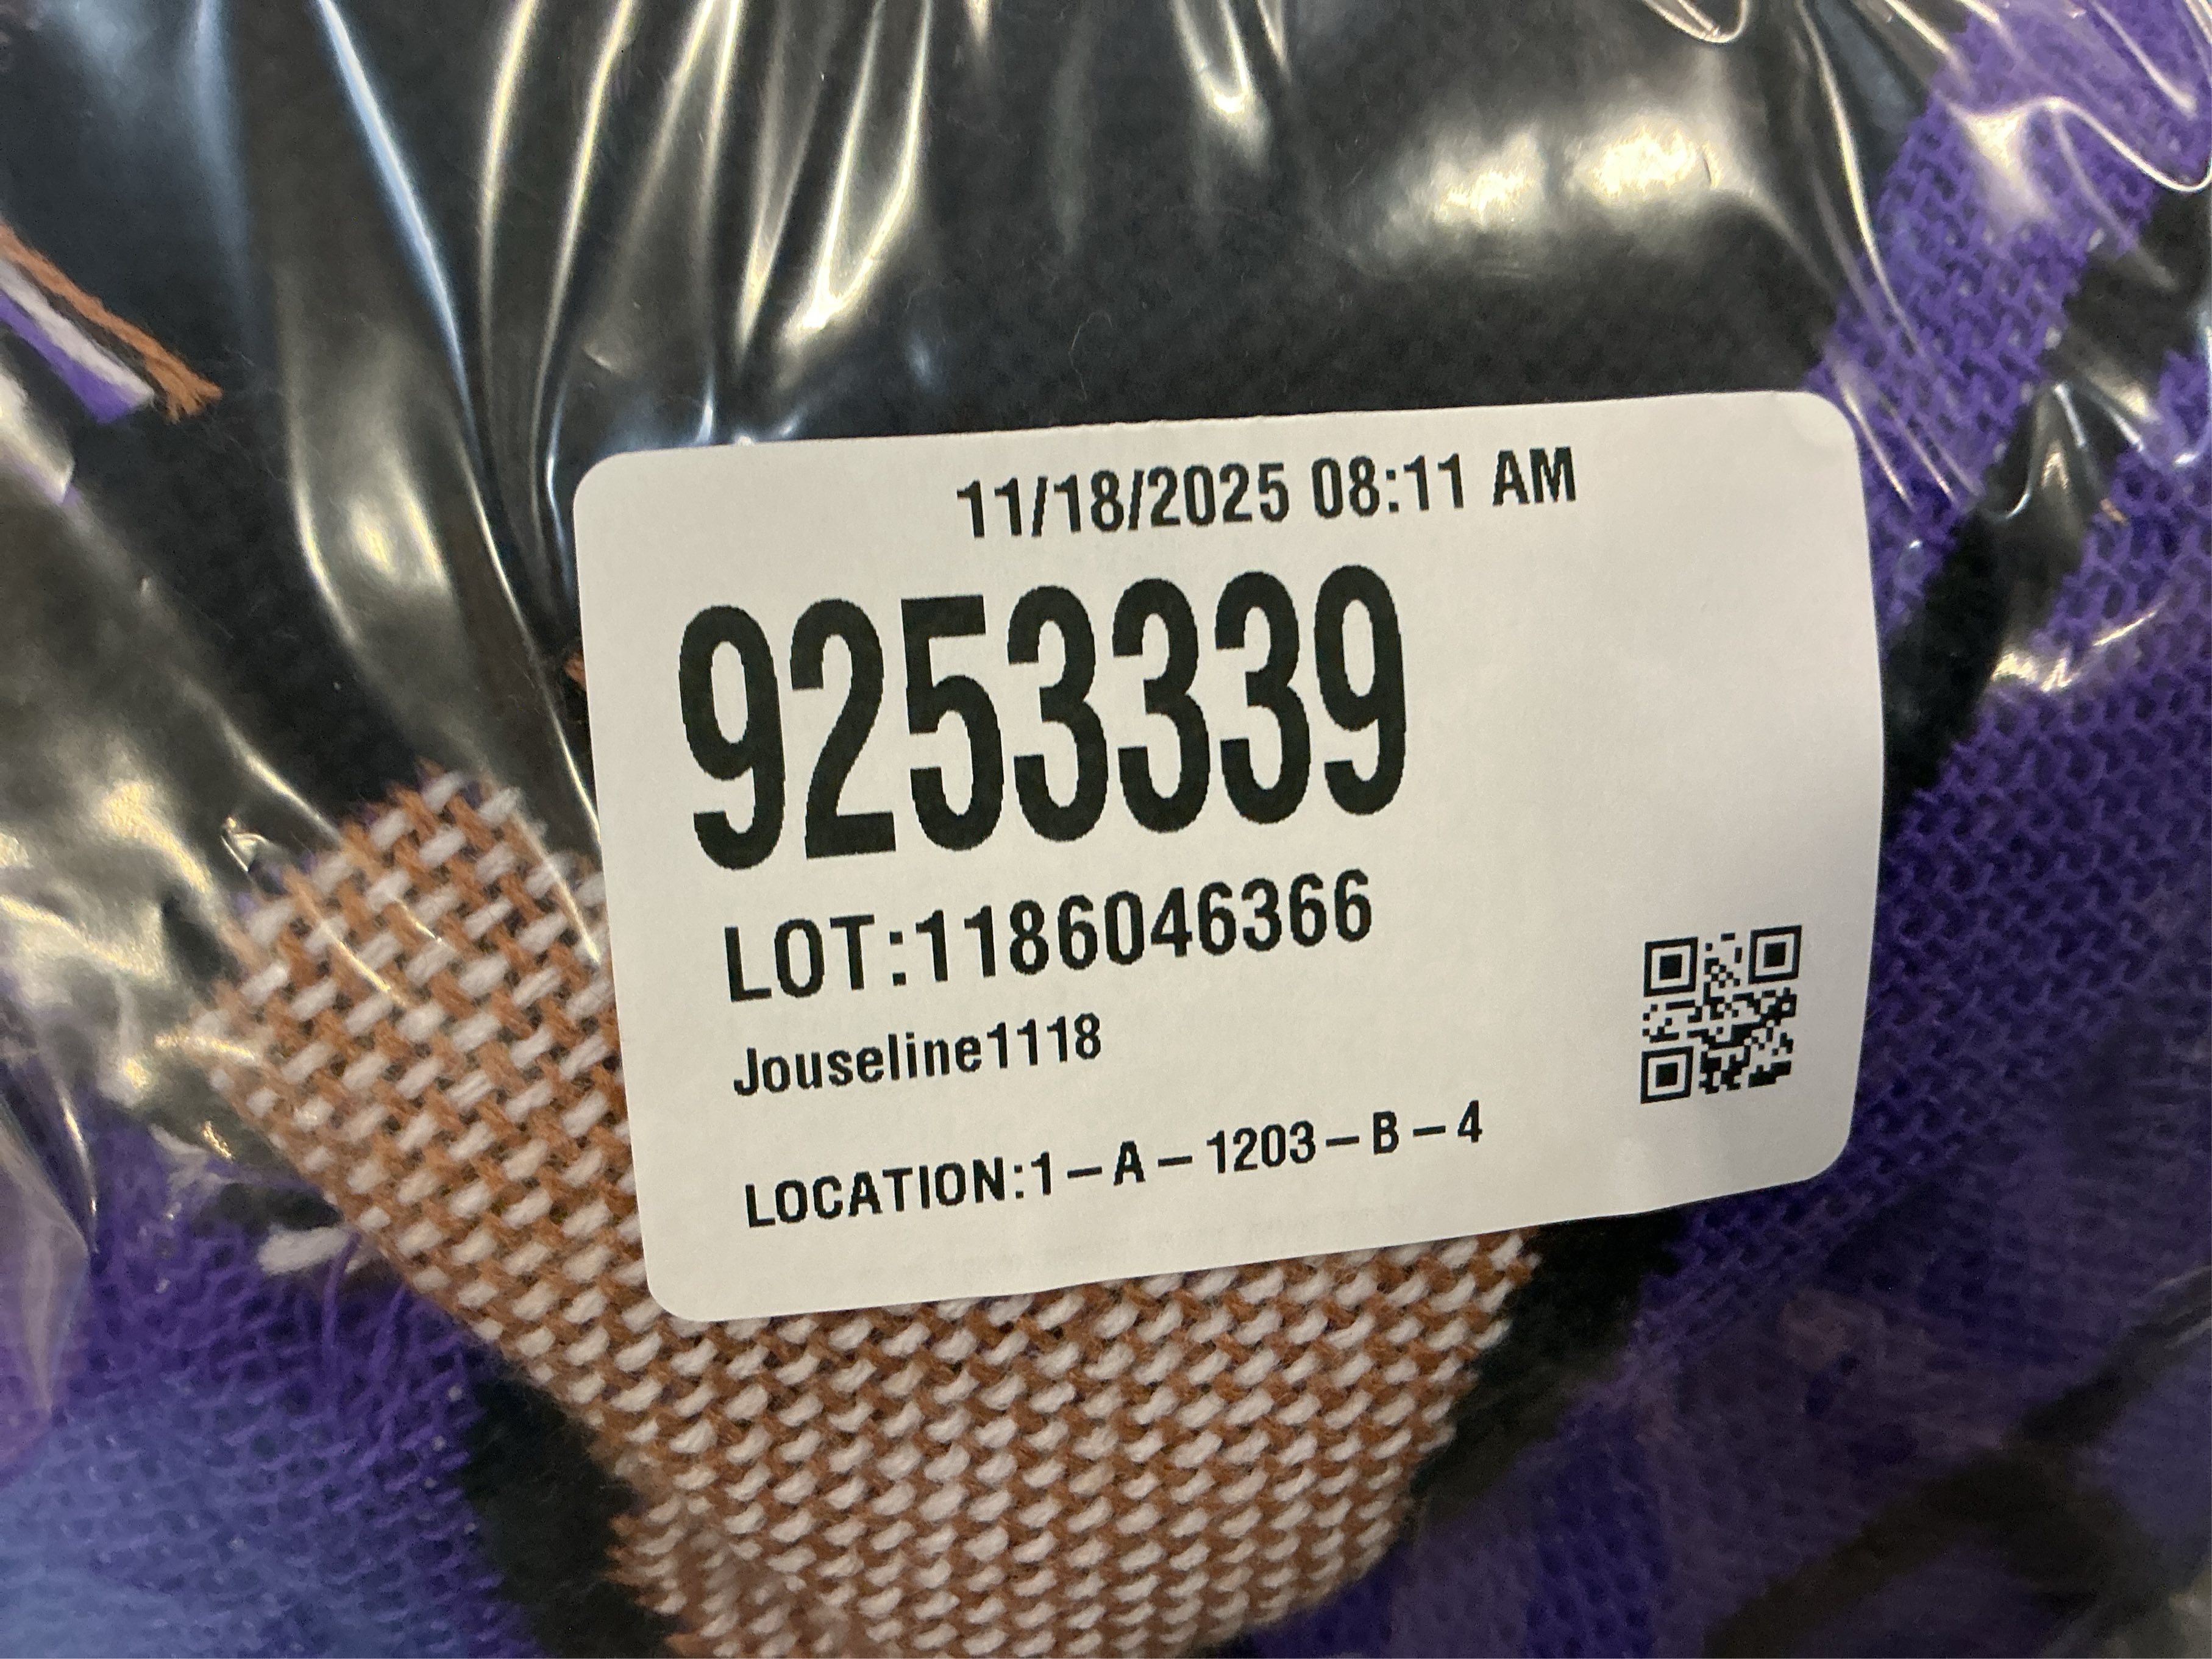 11/18/2025 08:11 AM
9253339
LOT:1186046366
Jouseline1118
LOCATION:1-A-1203-B-4